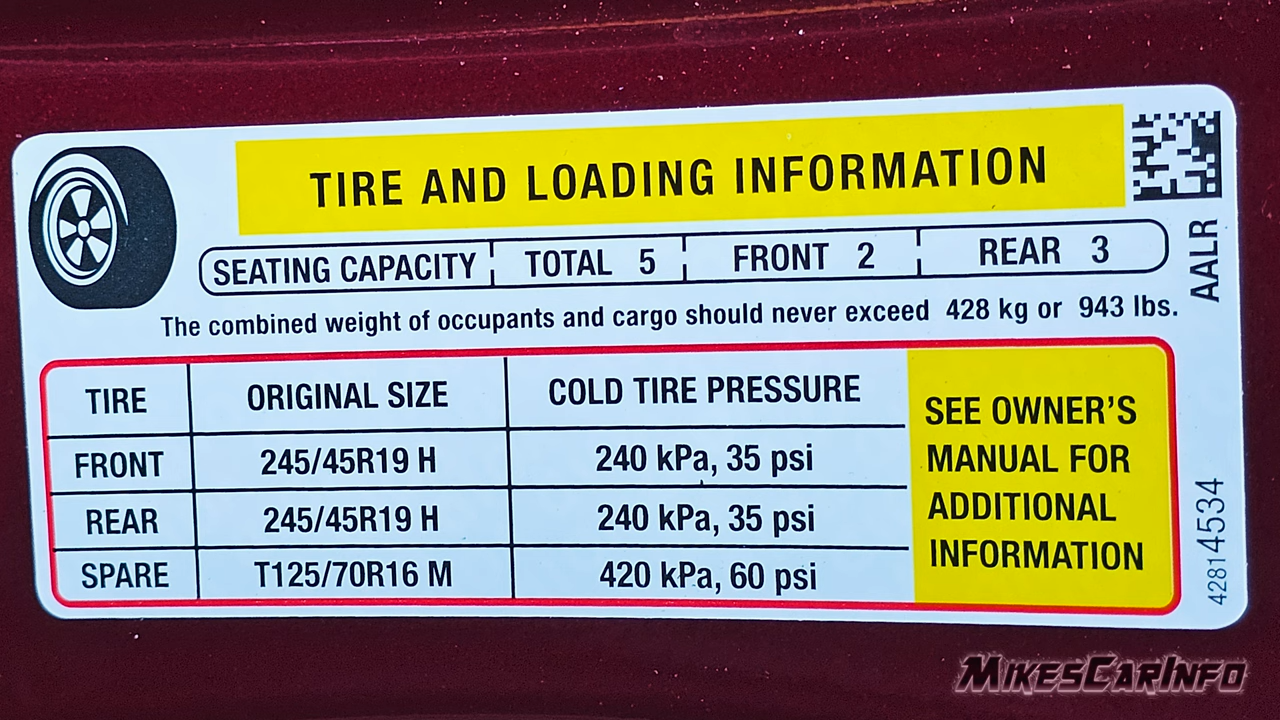 TIRE AND LOADING INFORMATION
SEATING CAPACITY TOTAL 5 FRONT 2 REAR 3
The combined weight of occupants and cargo should never exceed 428 kg or 943 lbs.
AALR
TIRE ORIGINAL SIZE COLD TIRE PRESSURE
FRONT 245/45R19 H 240 kPa, 35 psi
REAR 245/45R19 H 240 kPa, 35 psi
SPARE T125/70R16 M 420 kPa, 60 psi
SEE OWNER'S
MANUAL FOR
ADDITIONAL
INFORMATION
42814534
MIKESCARINFO